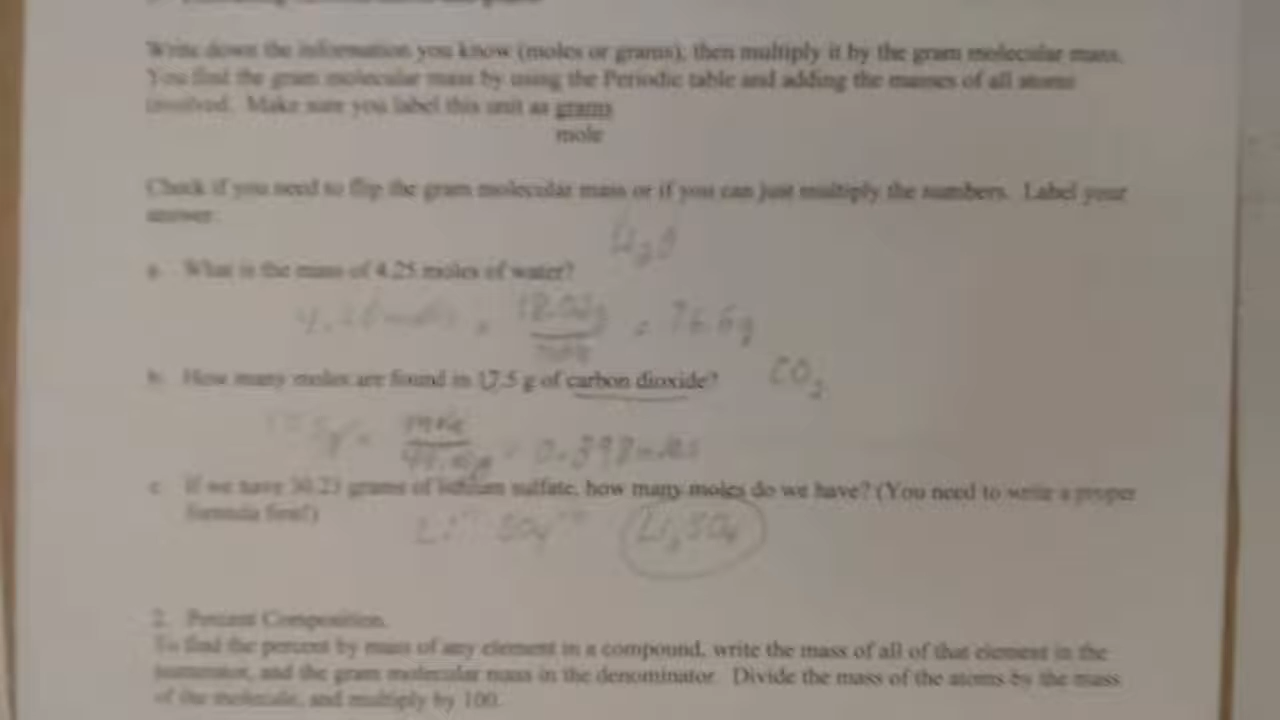 Write down the information you know (moles or grams), then multiply it by the gram molecular mass.
You find the gram molecular mass by using the Periodic table and adding the masses of all atoms
involved. Make sure you label this unit as grams
mole
Check if you need to flip the gram molecular mass or if you can just multiply the numbers. Label your
answer.
H2O
a. What is the mass of 4.25 moles of water?
18.02g = 76.6g
b. How many moles are found in 17.5 g of carbon dioxide? CO2
mole
= 0.398 moles
c. If we have 30.23 grams of lithium sulfate, how many moles do we have? (You need to write a proper
formula first!)
Li SO4 Li2SO4
2. Percent Composition.
To find the percent by mass of any element in a compound, write the mass of all of that element in the
numerator, and the gram molecular mass in the denominator. Divide the mass of the atoms by the mass
of the molecule, and multiply by 100.